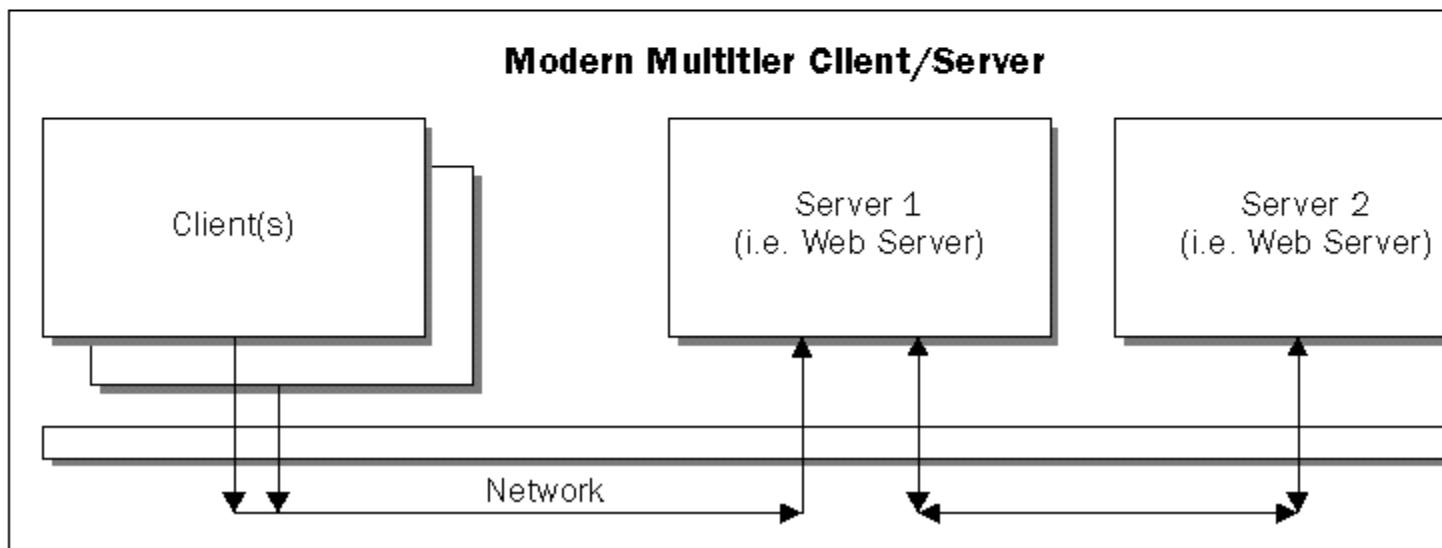 Modern Multitier Client/Server
Client(s)
Server 1
(i.e. Web Server)
Server 2
(i.e. Web Server)
Network